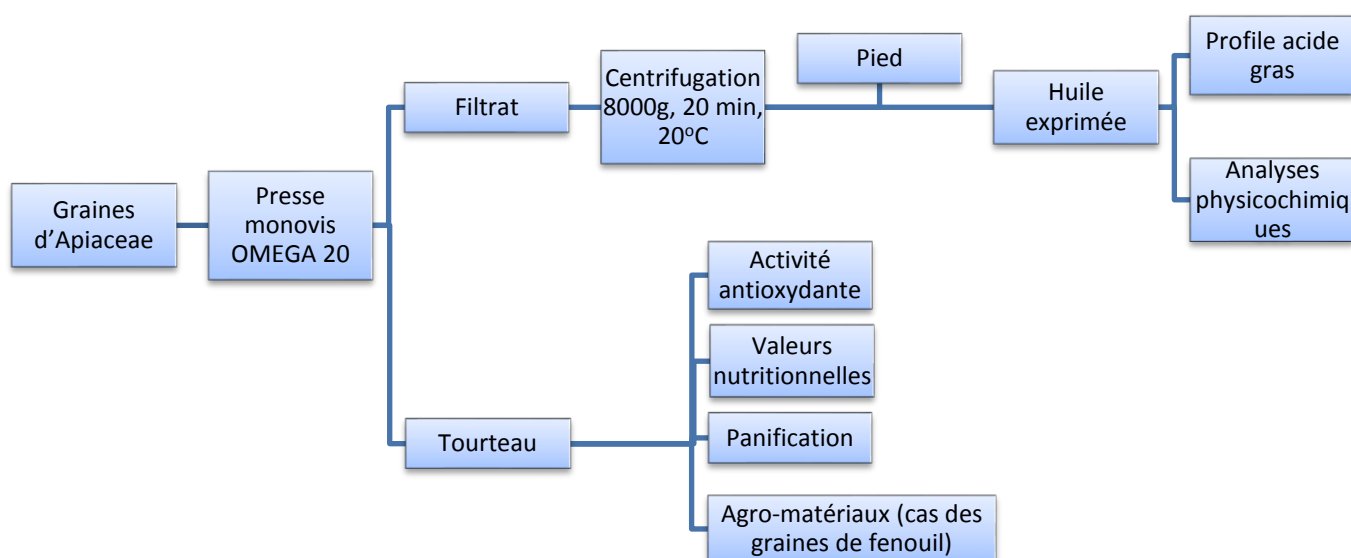 Graines
d’Apiaceae
Presse
monovis
OMEGA 20
Filtrat
Centrifugation
8000g, 20 min,
20°C
Pied
Huile
exprimée
Profile acide
gras
Analyses
physicochimiq
ues
Tourteau
Activité
antioxydante
Valeurs
nutritionnelles
Panification
Agro-matériaux (cas des
graines de fenouil)